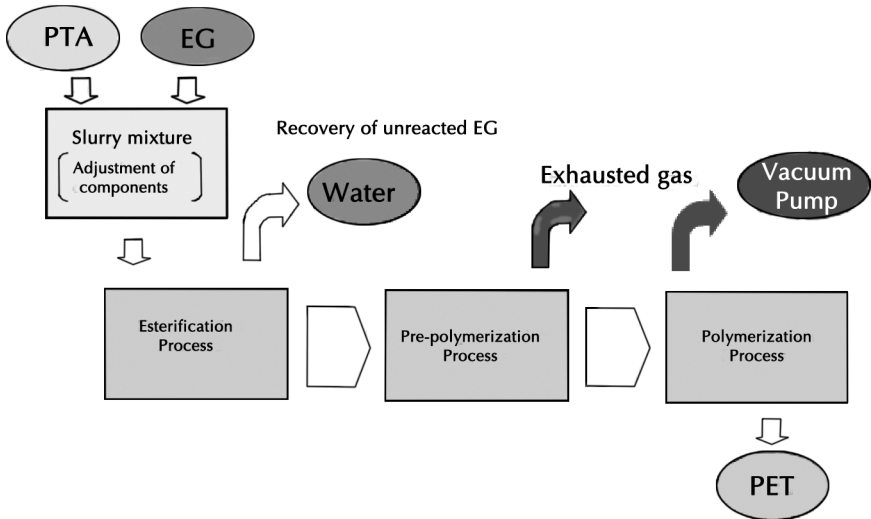 PTA
EG
Slurry mixture
Adjustment of
components
Recovery of unreacted EG
Water
Exhausted gas
Vacuum
Pump
Esterification
Process
Pre-polymerization
Process
Polymerization
Process
PET